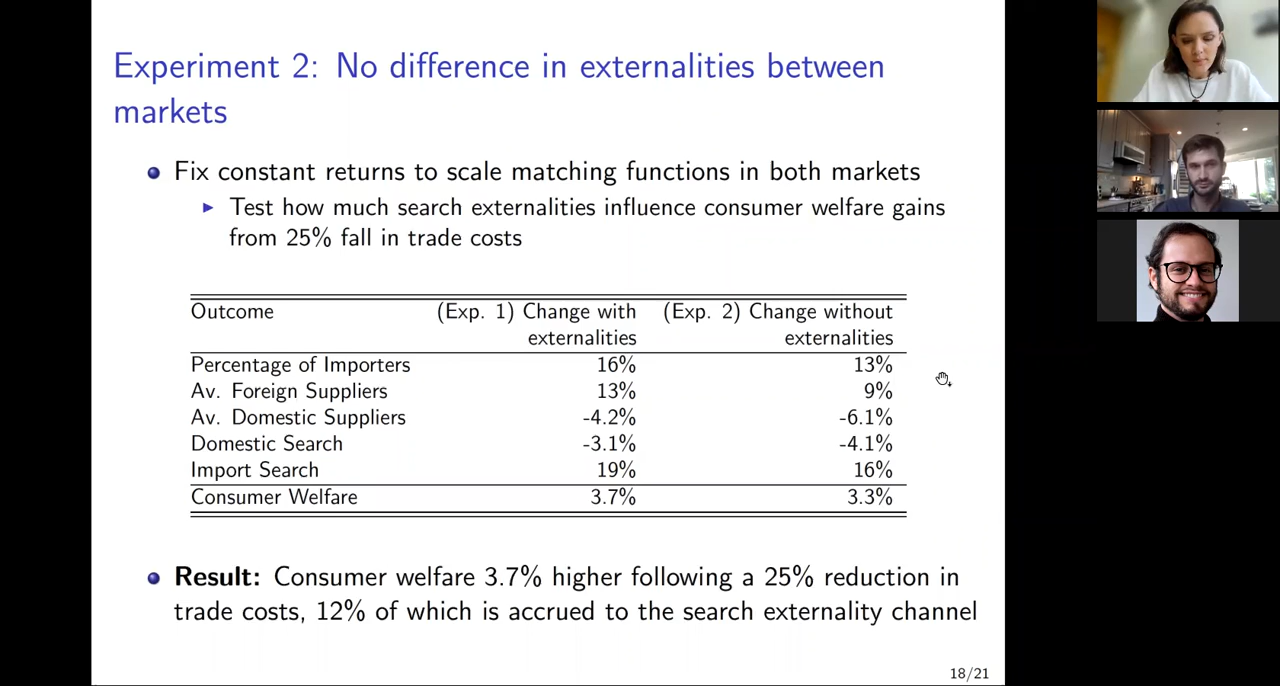 Experiment 2: No difference in externalities between
markets
Fix constant returns to scale matching functions in both markets
Test how much search externalities influence consumer welfare gains
from 25% fall in trade costs
Outcome (Exp. 1) Change with (Exp. 2) Change without
externalities externalities
Percentage of Importers 16% 13%
Av. Foreign Suppliers 13% 9%
Av. Domestic Suppliers -4.2% -6.1%
Domestic Search -3.1% -4.1%
Import Search 19% 16%
Consumer Welfare 3.7% 3.3%
Result: Consumer welfare 3.7% higher following a 25% reduction in
trade costs, 12% of which is accrued to the search externality channel
18/21